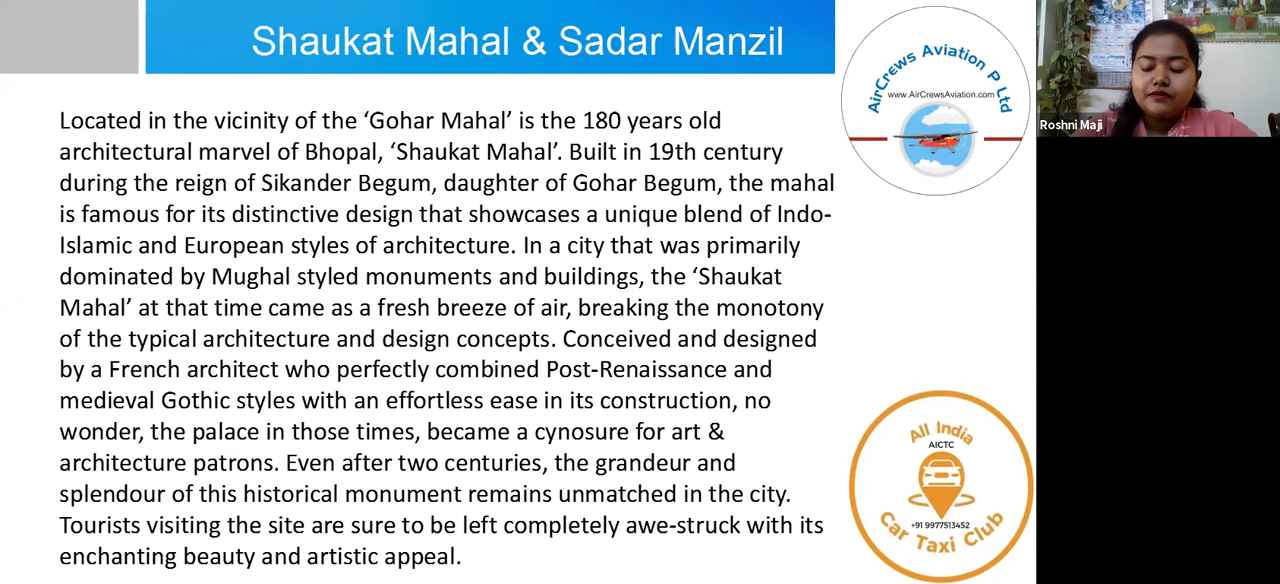 Shaukat Mahal & Sadar Manzil
Located in the vicinity of the ‘Gohar Mahal’ is the 180 years old
architectural marvel of Bhopal, ‘Shaukat Mahal’. Built in 19th century
during the reign of Sikander Begum, daughter of Gohar Begum, the mahal
is famous for its distinctive design that showcases a unique blend of Indo-
Islamic and European styles of architecture. In a city that was primarily
dominated by Mughal styled monuments and buildings, the ‘Shaukat
Mahal’ at that time came as a fresh breeze of air, breaking the monotony
of the typical architecture and design concepts. Conceived and designed
by a French architect who perfectly combined Post-Renaissance and
medieval Gothic styles with an effortless ease in its construction, no
wonder, the palace in those times, became a cynosure for art &
architecture patrons. Even after two centuries, the grandeur and
splendour of this historical monument remains unmatched in the city.
Tourists visiting the site are sure to be left completely awe-struck with its
enchanting beauty and artistic appeal.
AirCrews Aviation P Ltd
www.AirCrewsAviation.com
Roshni Maji
All India
AICTC
+91 9977513452
Car Taxi Club